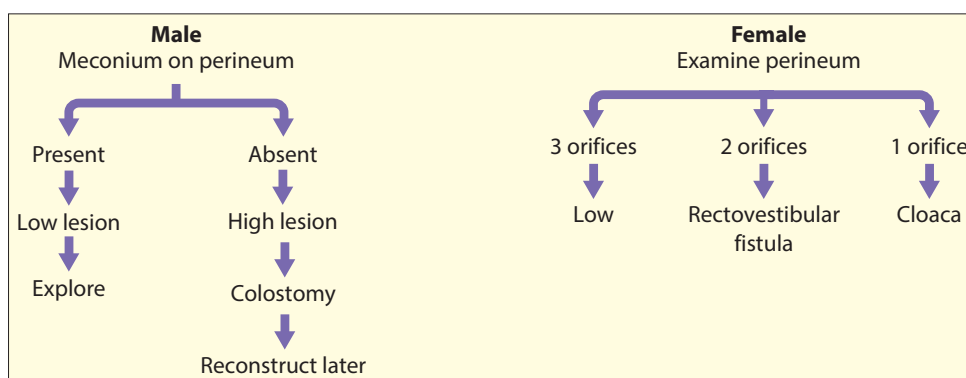 Male
Meconium on perineum
Present
Absent
Low lesion
High lesion
Explore
Colostomy
Reconstruct later
Female
Examine perineum
3 orifices
2 orifices
1 orifice
Low
Rectovestibular
fistula
Cloaca